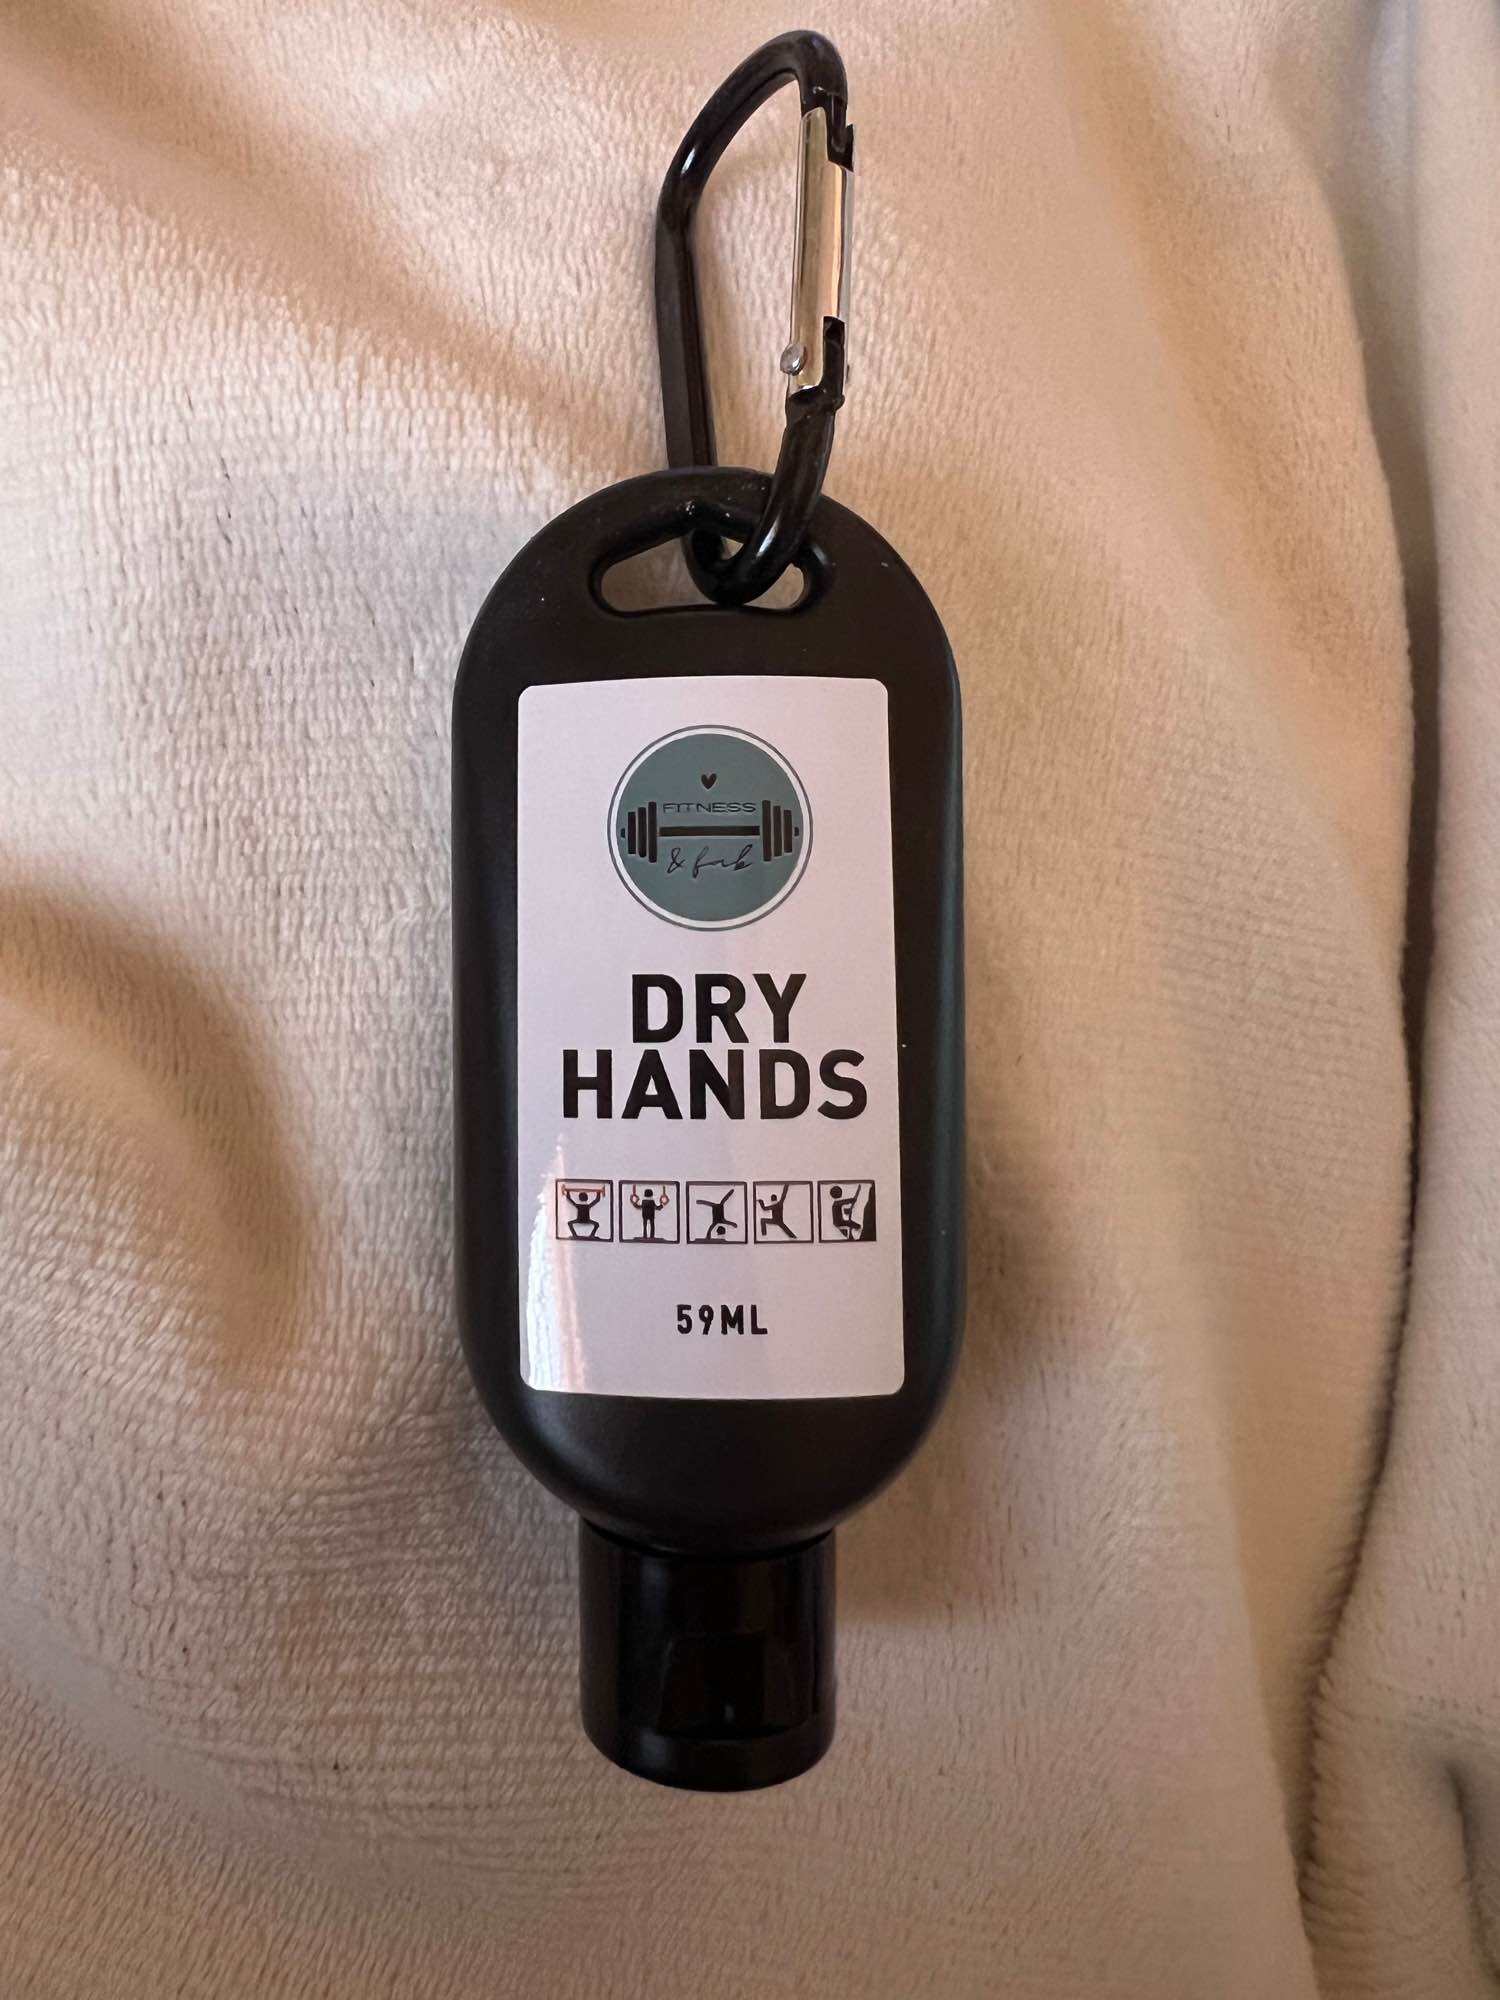 FITNESS
& fab
DRY
HANDS
59ML